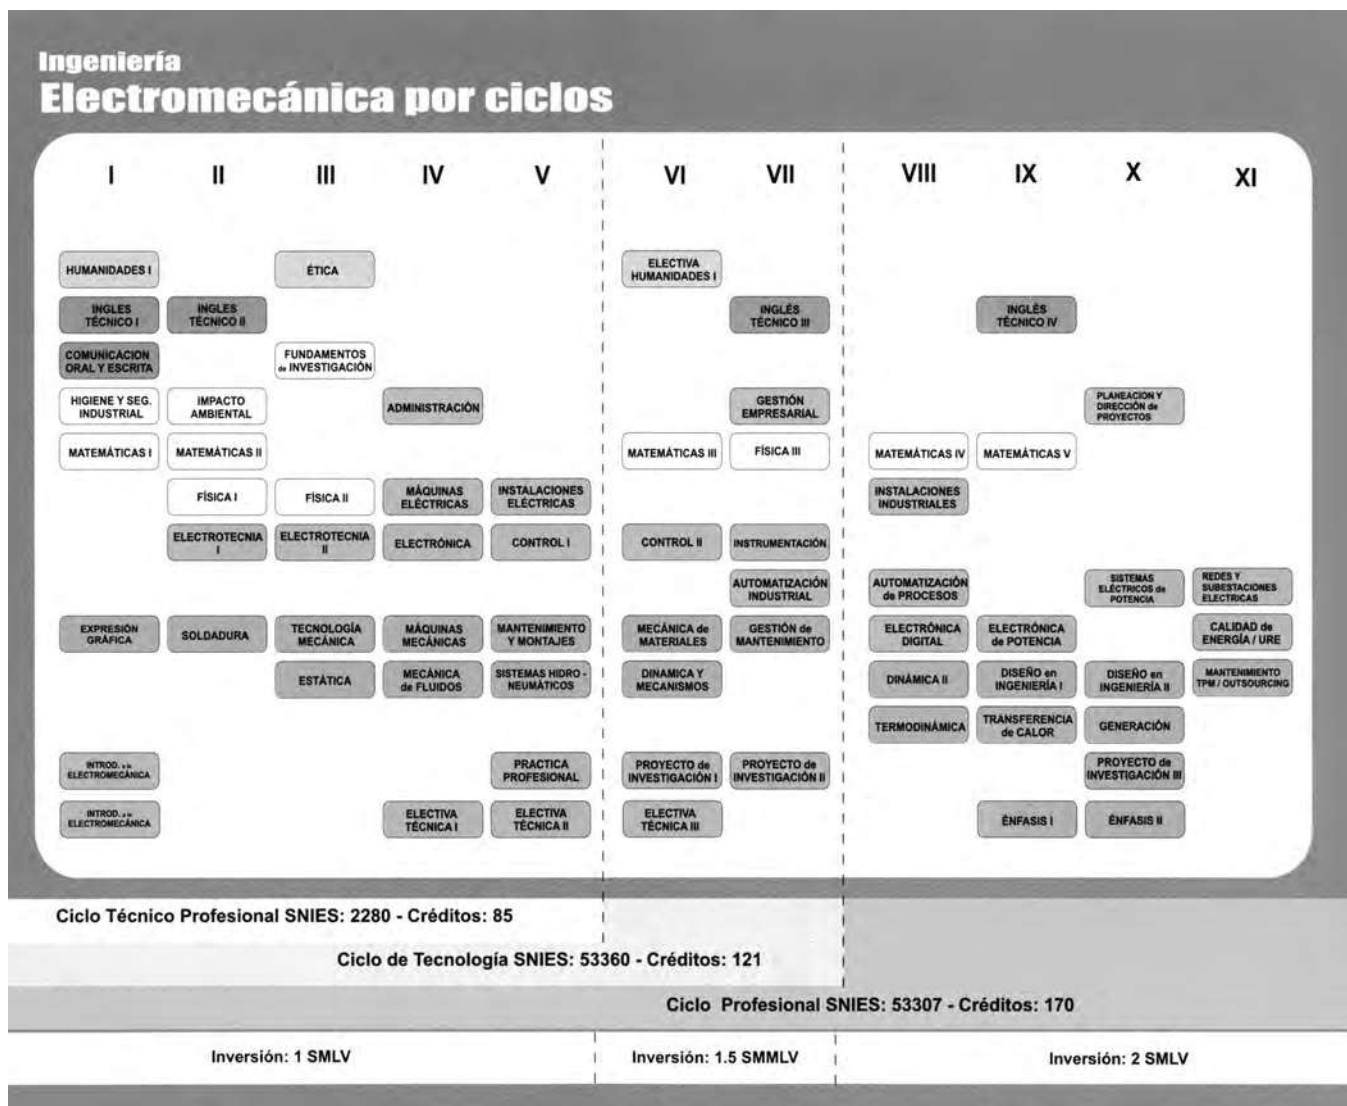 Ingeniería
Electromecánica por ciclos
I II III IV V VI VII VIII IX X XI
HUMANIDADES I
ÉTICA
ELECTIVA
HUMANIDADES I
INGLES
TÉCNICO I
INGLES
TÉCNICO II
INGLÉS
TÉCNICO III
INGLÉS
TÉCNICO IV
COMUNICACION
ORAL Y ESCRITA
FUNDAMENTOS
de INVESTIGACIÓN
HIGIENE Y SEG.
INDUSTRIAL
IMPACTO
AMBIENTAL
ADMINISTRACIÓN
GESTIÓN
EMPRESARIAL
PLANEACION Y
DIRECCIÓN de
PROYECTOS
MATEMÁTICAS I
MATEMÁTICAS II
MATEMÁTICAS III
FÍSICA III
MATEMÁTICAS IV
MATEMÁTICAS V
FÍSICA I
FÍSICA II
MÁQUINAS
ELÉCTRICAS
INSTALACIONES
ELÉCTRICAS
INSTALACIONES
INDUSTRIALES
ELECTROTECNIA
I
ELECTROTECNIA
II
ELECTRÓNICA
CONTROL I
CONTROL II
INSTRUMENTACIÓN
AUTOMATIZACIÓN
INDUSTRIAL
AUTOMATIZACIÓN
de PROCESOS
SISTEMAS
ELÉCTRICOS de
POTENCIA
REDES Y
SUBESTACIONES
ELECTRICAS
EXPRESIÓN
GRÁFICA
SOLDADURA
TECNOLOGÍA
MECÁNICA
MÁQUINAS
MECÁNICAS
MANTENIMIENTO
Y MONTAJES
MECÁNICA de
MATERIALES
GESTIÓN de
MANTENIMIENTO
ELECTRÓNICA
DIGITAL
ELECTRÓNICA
de POTENCIA
CALIDAD de
ENERGÍA / URE
ESTÁTICA
MECÁNICA
de FLUIDOS
SISTEMAS HIDRO -
NEUMÁTICOS
DINAMICA Y
MECANISMOS
DINÁMICA II
DISEÑO en
INGENIERÍA I
DISEÑO en
INGENIERÍA II
MANTENIMIENTO
TPM / OUTSOURCING
TERMODINÁMICA
TRANSFERENCIA
de CALOR
GENERACIÓN
INTROD. a la
ELECTROMECÁNICA
PRACTICA
PROFESIONAL
PROYECTO de
INVESTIGACIÓN I
PROYECTO de
INVESTIGACIÓN II
PROYECTO de
INVESTIGACIÓN III
INTROD. a la
ELECTROMECÁNICA
ELECTIVA
TÉCNICA I
ELECTIVA
TÉCNICA II
ELECTIVA
TÉCNICA III
ÉNFASIS I
ÉNFASIS II
Ciclo Técnico Profesional SNIES: 2280 - Créditos: 85
Ciclo de Tecnología SNIES: 53360 - Créditos: 121
Ciclo Profesional SNIES: 53307 - Créditos: 170
Inversión: 1 SMLV
Inversión: 1.5 SMMLV
Inversión: 2 SMLV